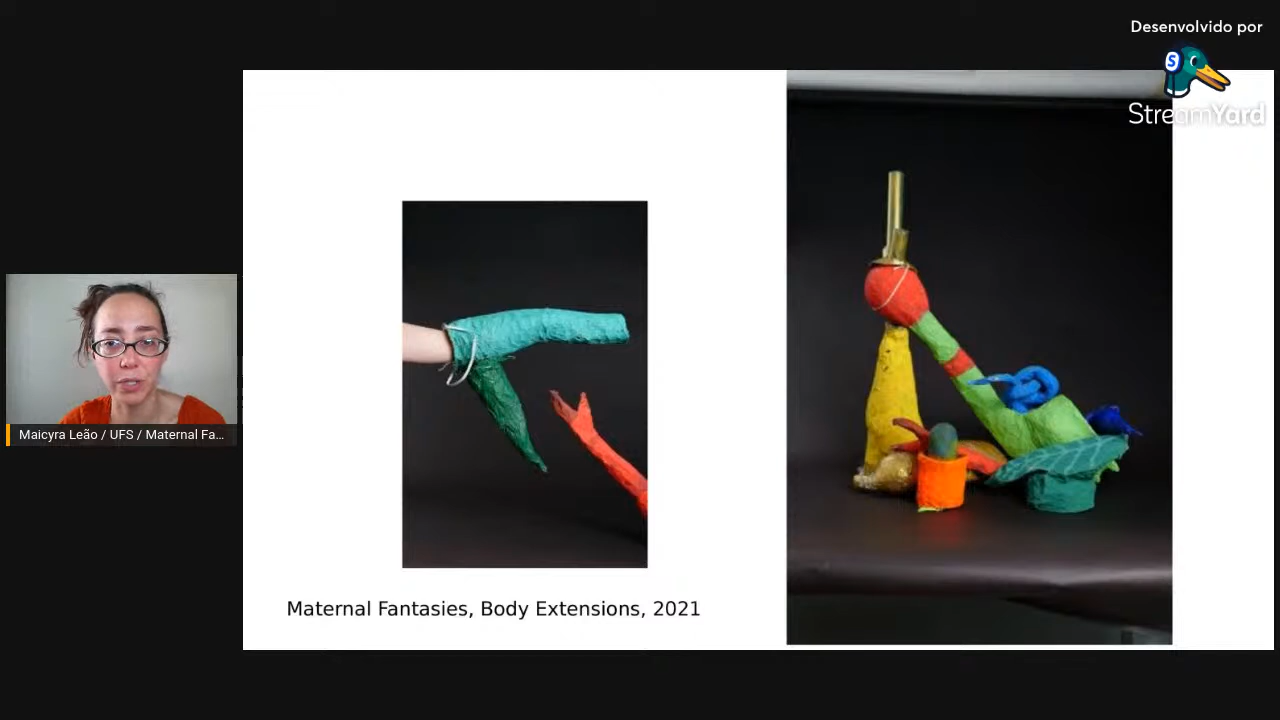 Desenvolvido por
S
StreamYard
Maicyra Leão / UFS / Maternal Fa...
Maternal Fantasies, Body Extensions, 2021